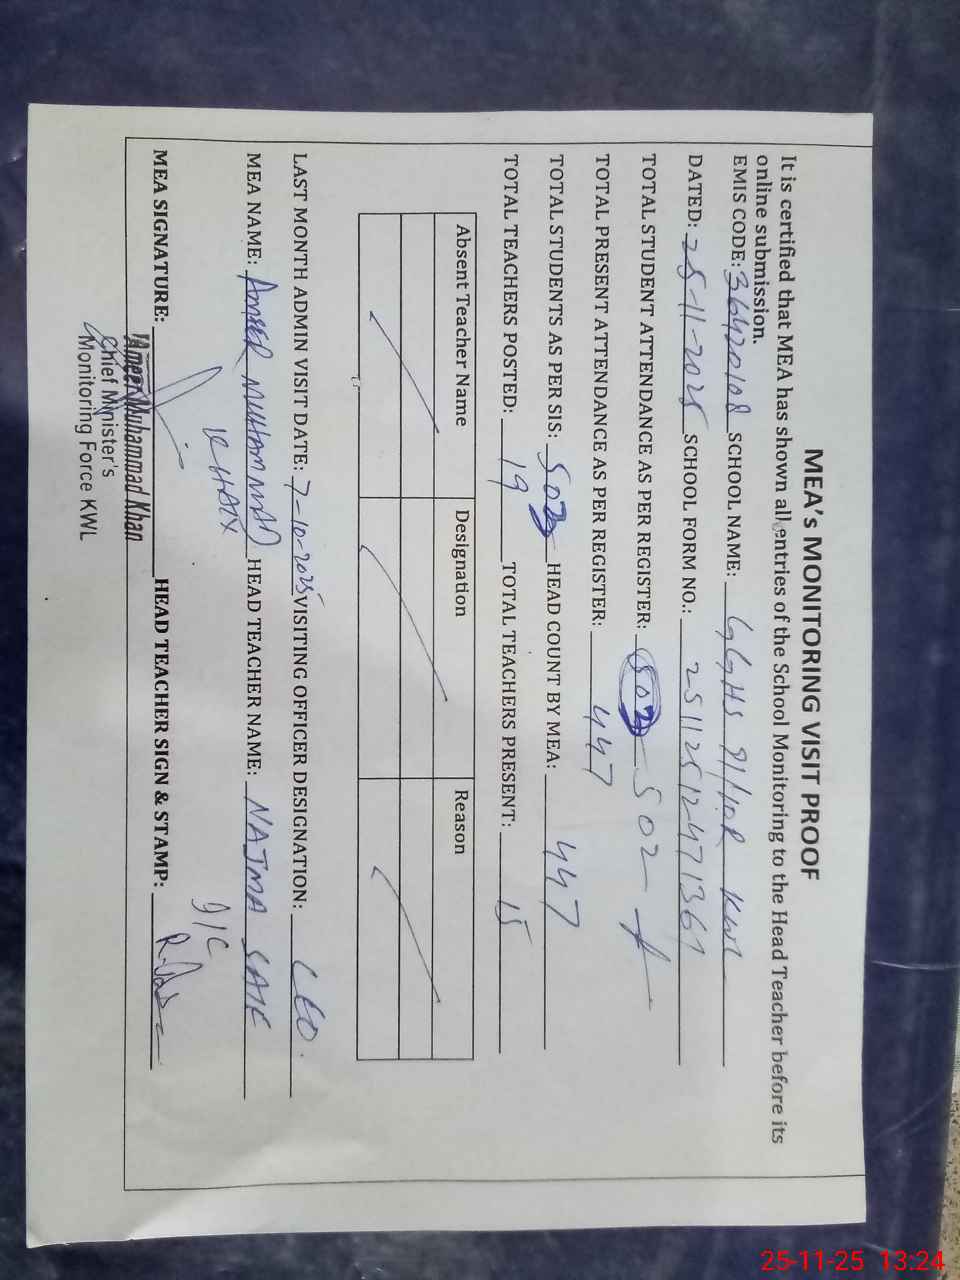 MEA's MONITORING VISIT PROOF
It is certified that MEA has shown all entries of the School Monitoring to the Head Teacher before its
online submission.
EMIS CODE: 36420108 SCHOOL NAME: GGHS 91/10R KWL
DATED: 25-11-2025 SCHOOL FORM NO.: 
TOTAL STUDENT ATTENDANCE AS PER REGISTER: 502 502
TOTAL PRESENT ATTENDANCE AS PER REGISTER: 447
TOTAL STUDENTS AS PER SIS: 502 HEAD COUNT BY MEA: 447
TOTAL TEACHERS POSTED: 19 TOTAL TEACHERS PRESENT: 15
Absent Teacher Name Designation Reason
LAST MONTH ADMIN VISIT DATE: 7-10-2025 VISITING OFFICER DESIGNATION: CEO.
MEA NAME: AMEER MUHAMMAD HEAD TEACHER NAME: NAJMA SAIF
KHAN I/C
MEA SIGNATURE: HEAD TEACHER SIGN & STAMP:
Ameer Muhammad Khan
Chief Minister's
Monitoring Force KWL
25-11-25 13:24